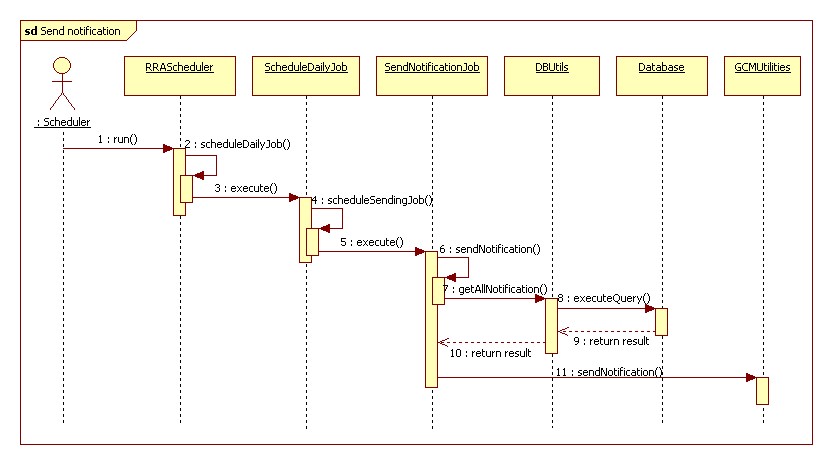 sd Send notification
RRAScheduler
ScheduleDailyJob
SendNotificationJob
DBUtils
Database
GCMUtilities
: Scheduler
1 : run()
2 : scheduleDailyJob()
3 : execute()
4 : scheduleSendingJob()
5 : execute()
6 : sendNotification()
7 : getAllNotification()
8 : executeQuery()
9 : return result
10 : return result
11 : sendNotification()